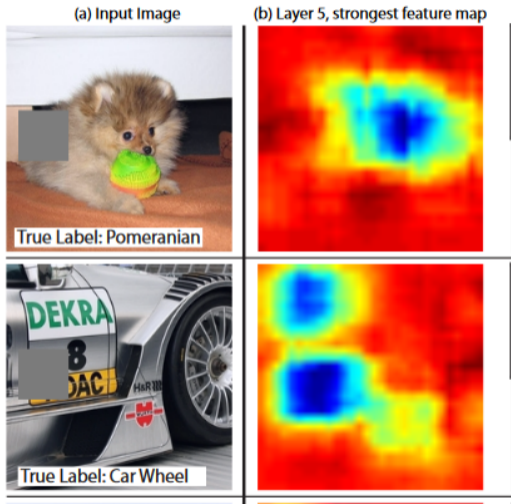 (a) Input Image
(b) Layer 5, strongest feature map
True Label: Pomeranian
DEKRA
8
DAC
H&R
True Label: Car Wheel